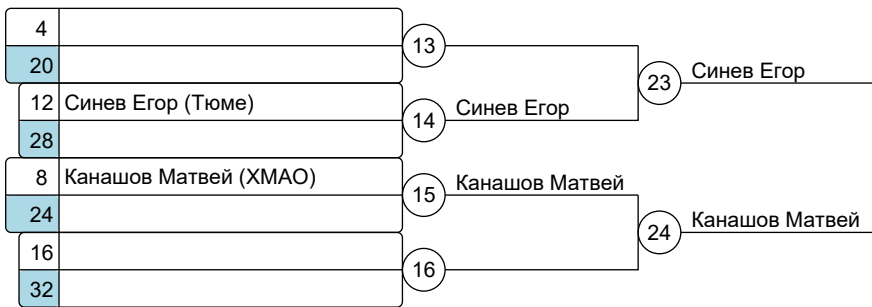 4
13
20
23 Синев Егор
12 Синев Егор (Тюме)
14 Синев Егор
28
8 Канашов Матвей (ХМАО)
15 Канашов Матвей
24
24 Канашов Матвей
16
16
32